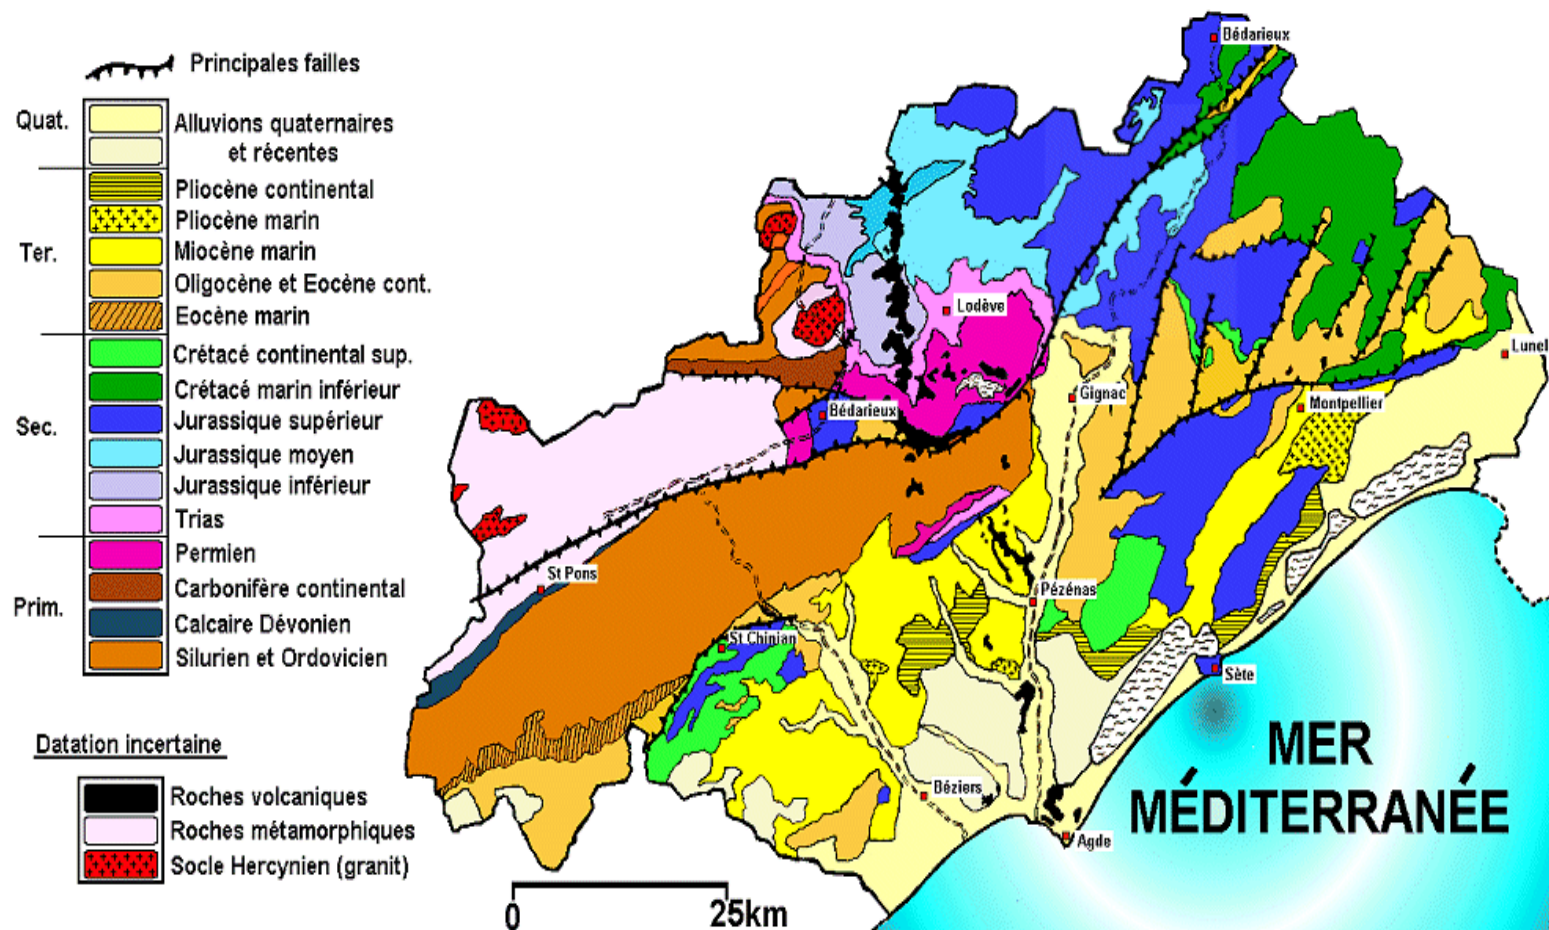 Principales failles
Quat.
Alluvions quaternaires
et récentes
Ter.
Pliocène continental
Pliocène marin
Miocène marin
Oligocène et Eocène cont.
Eocène marin
Sec.
Crétacé continental sup.
Crétacé marin inférieur
Jurassique supérieur
Jurassique moyen
Jurassique inférieur
Trias
Prim.
Permien
Carbonifère continental
Calcaire Dévonien
Silurien et Ordovicien
Datation incertaine
Roches volcaniques
Roches métamorphiques
Socle Hercynien (granit)
Bédarieux
Lodève
Lunel
Gignac
Montpellier
Bédarieux
St Pons
Pézénas
St Chinian
Sète
Béziers
Agde
MER
MÉDITERRANÉE
0
25km